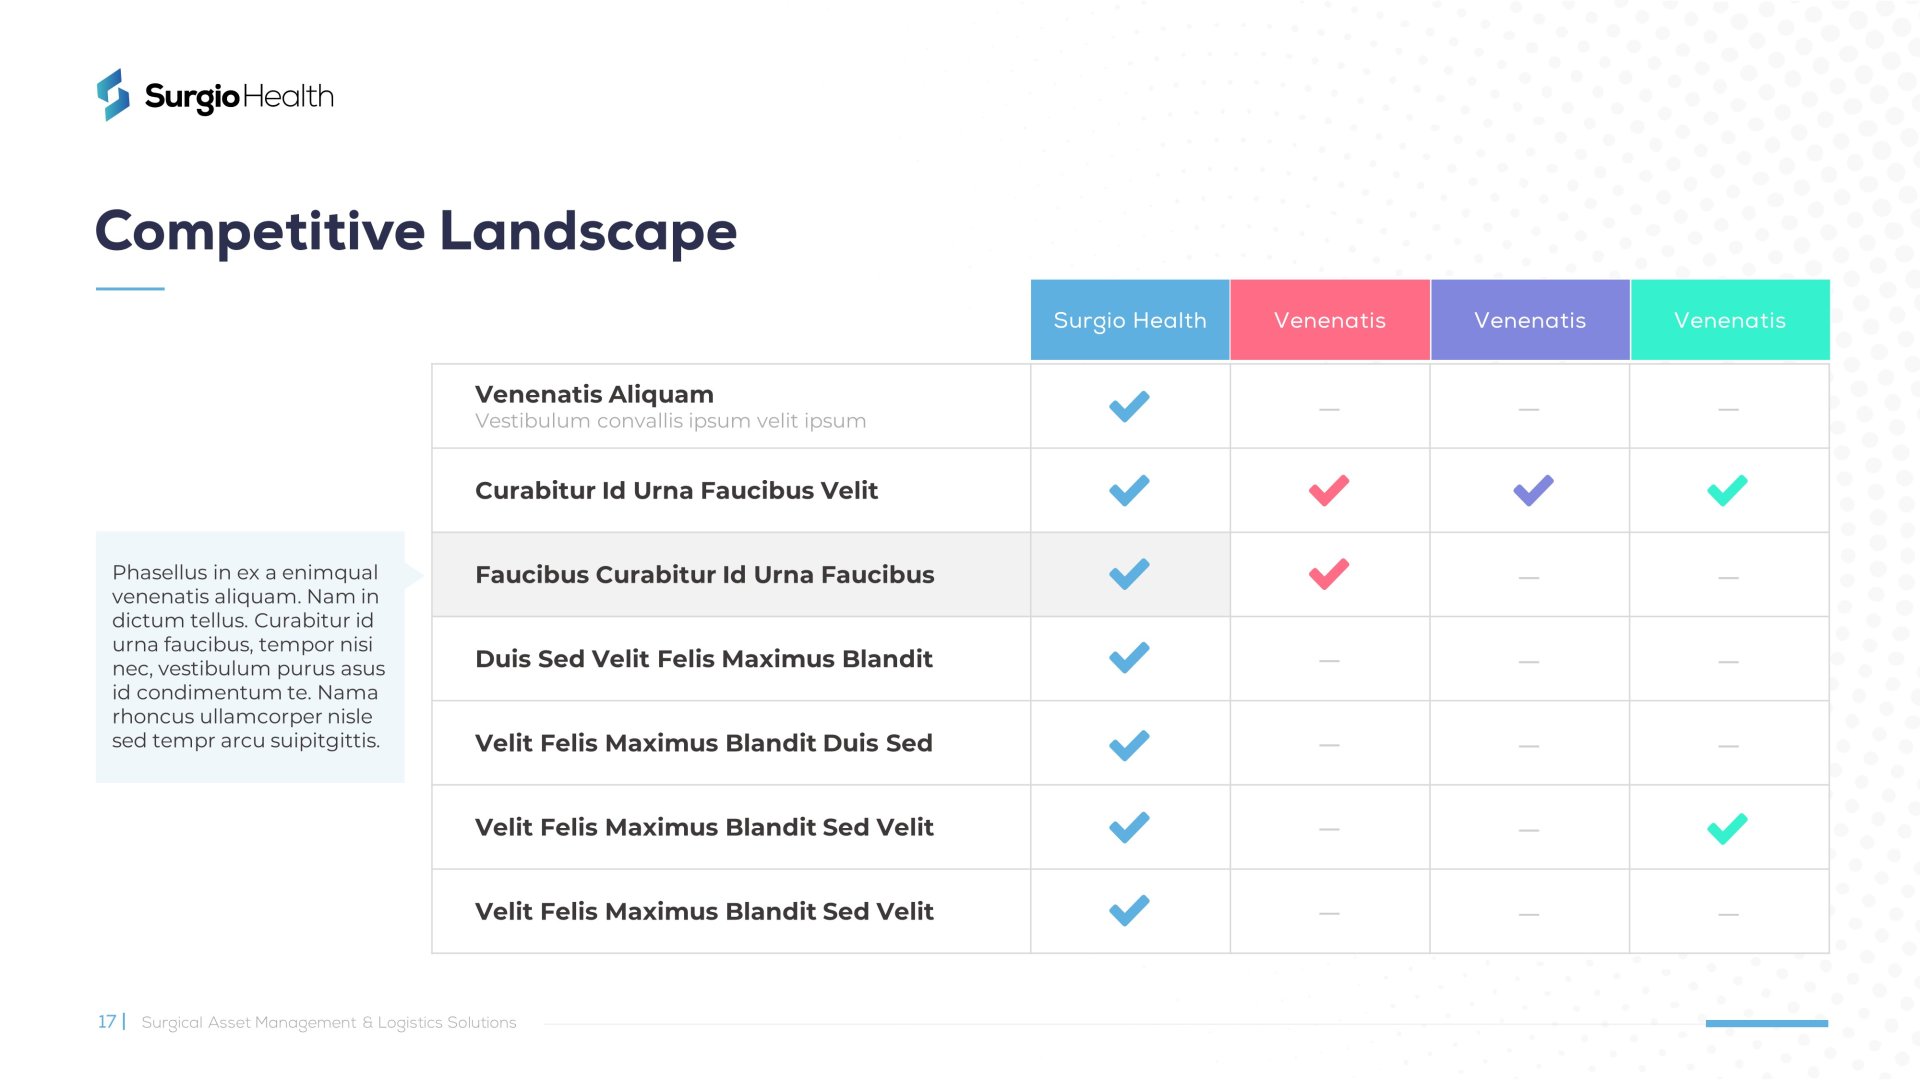 Surgio Health
Competitive Landscape
Surgio Health Venenatis Venenatis Venenatis
Venenatis Aliquam
Vestibulum convallis ipsum velit ipsum
— — —
Curabitur Id Urna Faucibus Velit
Faucibus Curabitur Id Urna Faucibus
— —
Duis Sed Velit Felis Maximus Blandit
— — —
Velit Felis Maximus Blandit Duis Sed
— — —
Velit Felis Maximus Blandit Sed Velit
— —
Velit Felis Maximus Blandit Sed Velit
— — —
Phasellus in ex a enimqual
venenatis aliquam. Nam in
dictum tellus. Curabitur id
urna faucibus, tempor nisi
nec, vestibulum purus asus
id condimentum te. Nama
rhoncus ullamcorper nisle
sed tempr arcu suipitgittis.
17 | Surgical Asset Management & Logistics Solutions